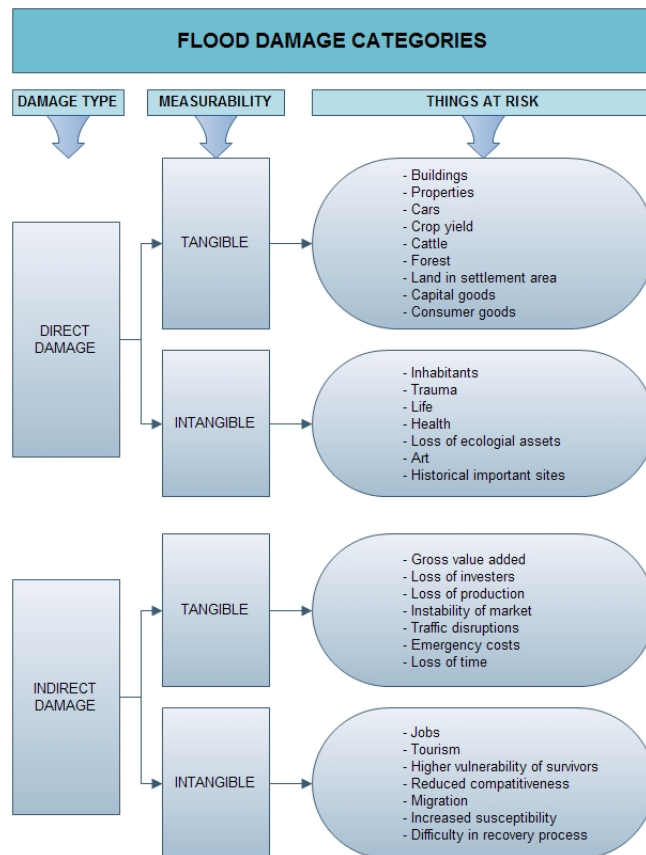 FLOOD DAMAGE CATEGORIES
DAMAGE TYPE
MEASURABILITY
THINGS AT RISK
DIRECT
DAMAGE
TANGIBLE
- Buildings
- Properties
- Cars
- Crop yield
- Cattle
- Forest
- Land in settlement area
- Capital goods
- Consumer goods
INTANGIBLE
- Inhabitants
- Trauma
- Life
- Health
- Loss of ecologial assets
- Art
- Historical important sites
INDIRECT
DAMAGE
TANGIBLE
- Gross value added
- Loss of investers
- Loss of production
- Instability of market
- Traffic disruptions
- Emergency costs
- Loss of time
INTANGIBLE
- Jobs
- Tourism
- Higher vulnerability of survivors
- Reduced compatitiveness
- Migration
- Increased susceptibility
- Difficulty in recovery process